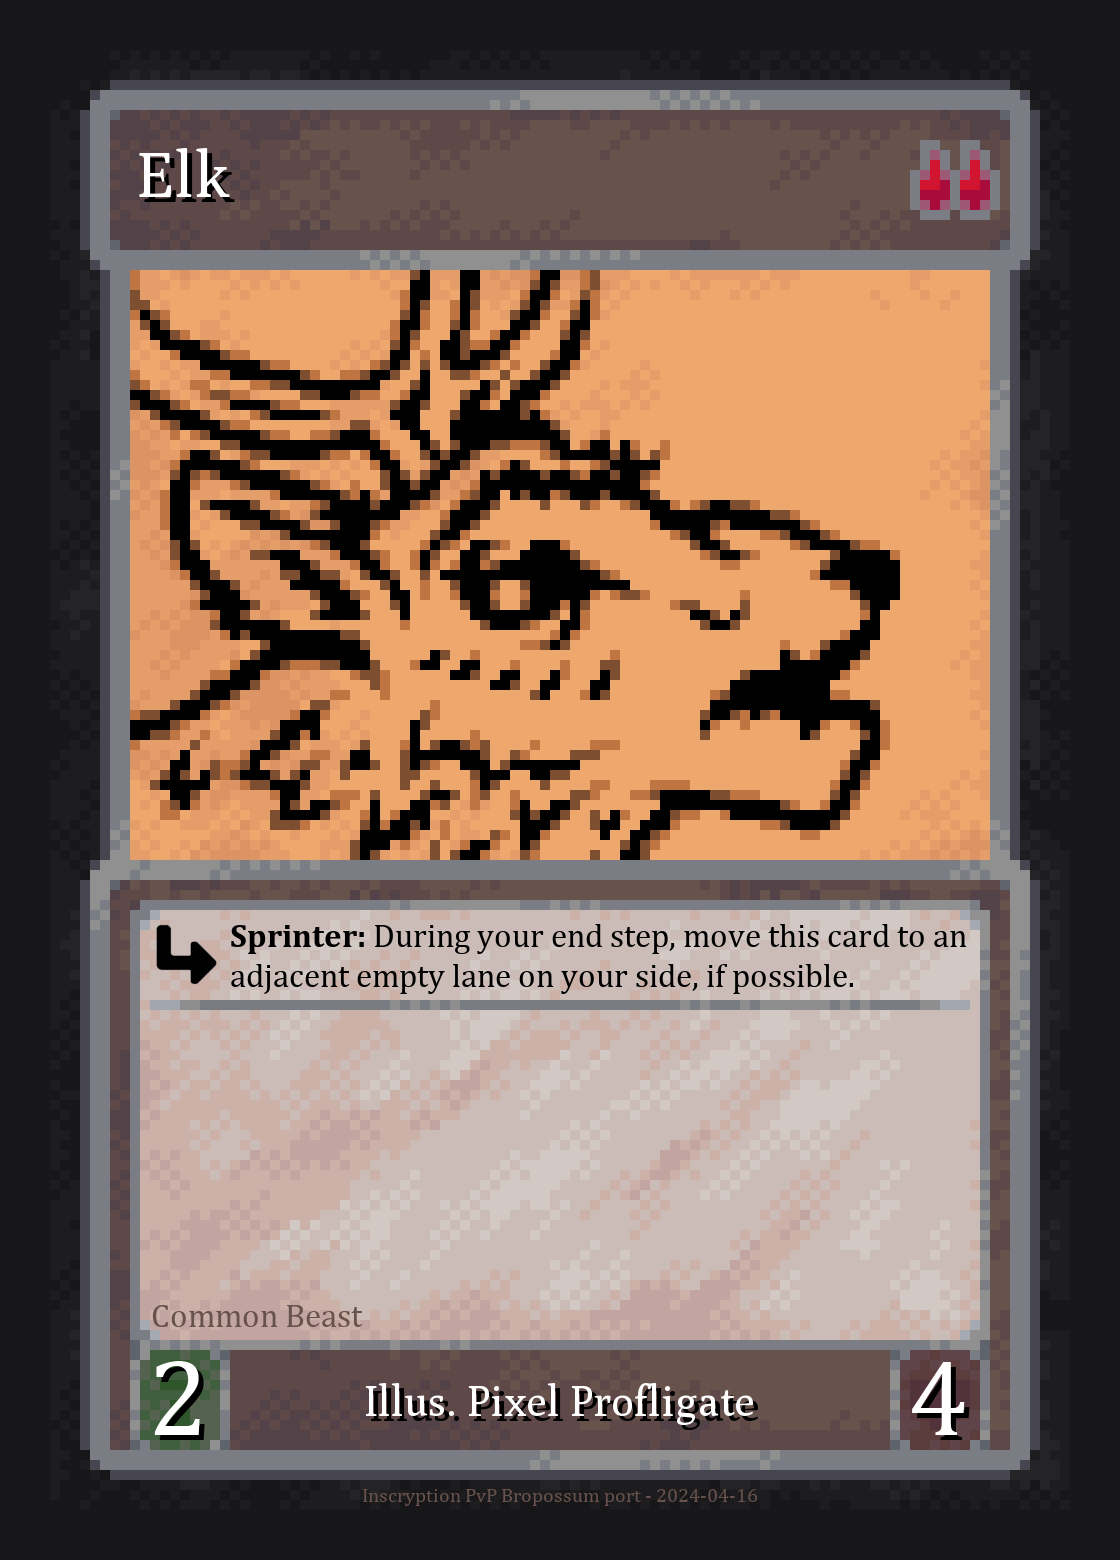 Elk
Sprinter: During your end step, move this card to an
adjacent empty lane on your side, if possible.
Common Beast
2
Illus. Pixel Profligate
4
Inscryption PvP Bropossum port - 2024-04-16